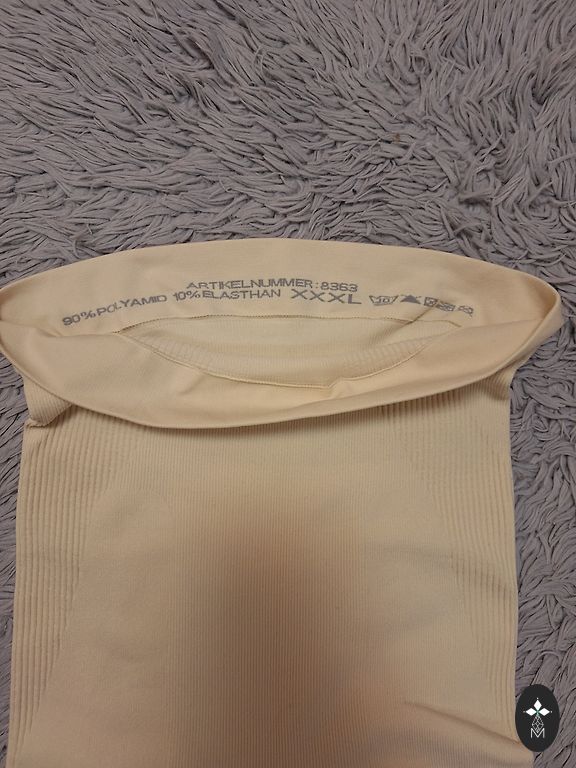 ARTIKELNUMMER: 8363
90% POLYAMID 10% ELASTHAN XXXL